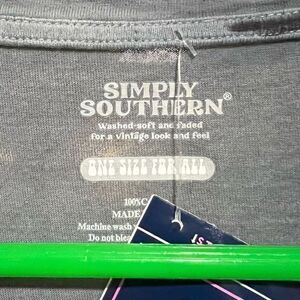 SIMPLY
SOUTHERN®
Washed-soft and faded
for a vintage look and feel
ONE SIZE FOR ALL
100%
MADE
Machine wash
Do not